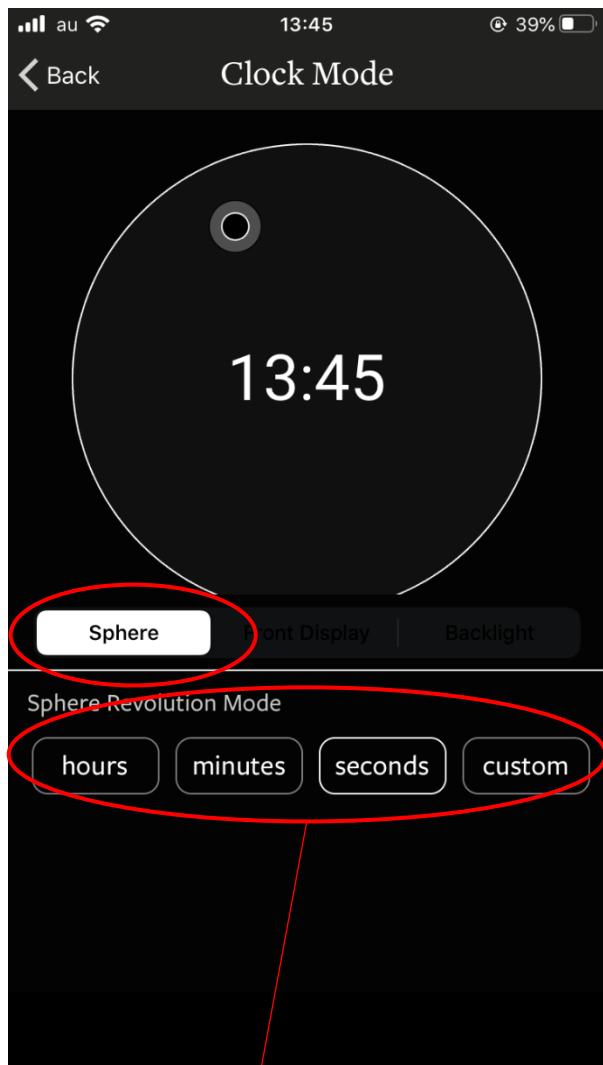 au 13:45 39%
Back Clock Mode
13:45
Sphere Front Display Backlight
Sphere Revolution Mode
hours minutes seconds custom